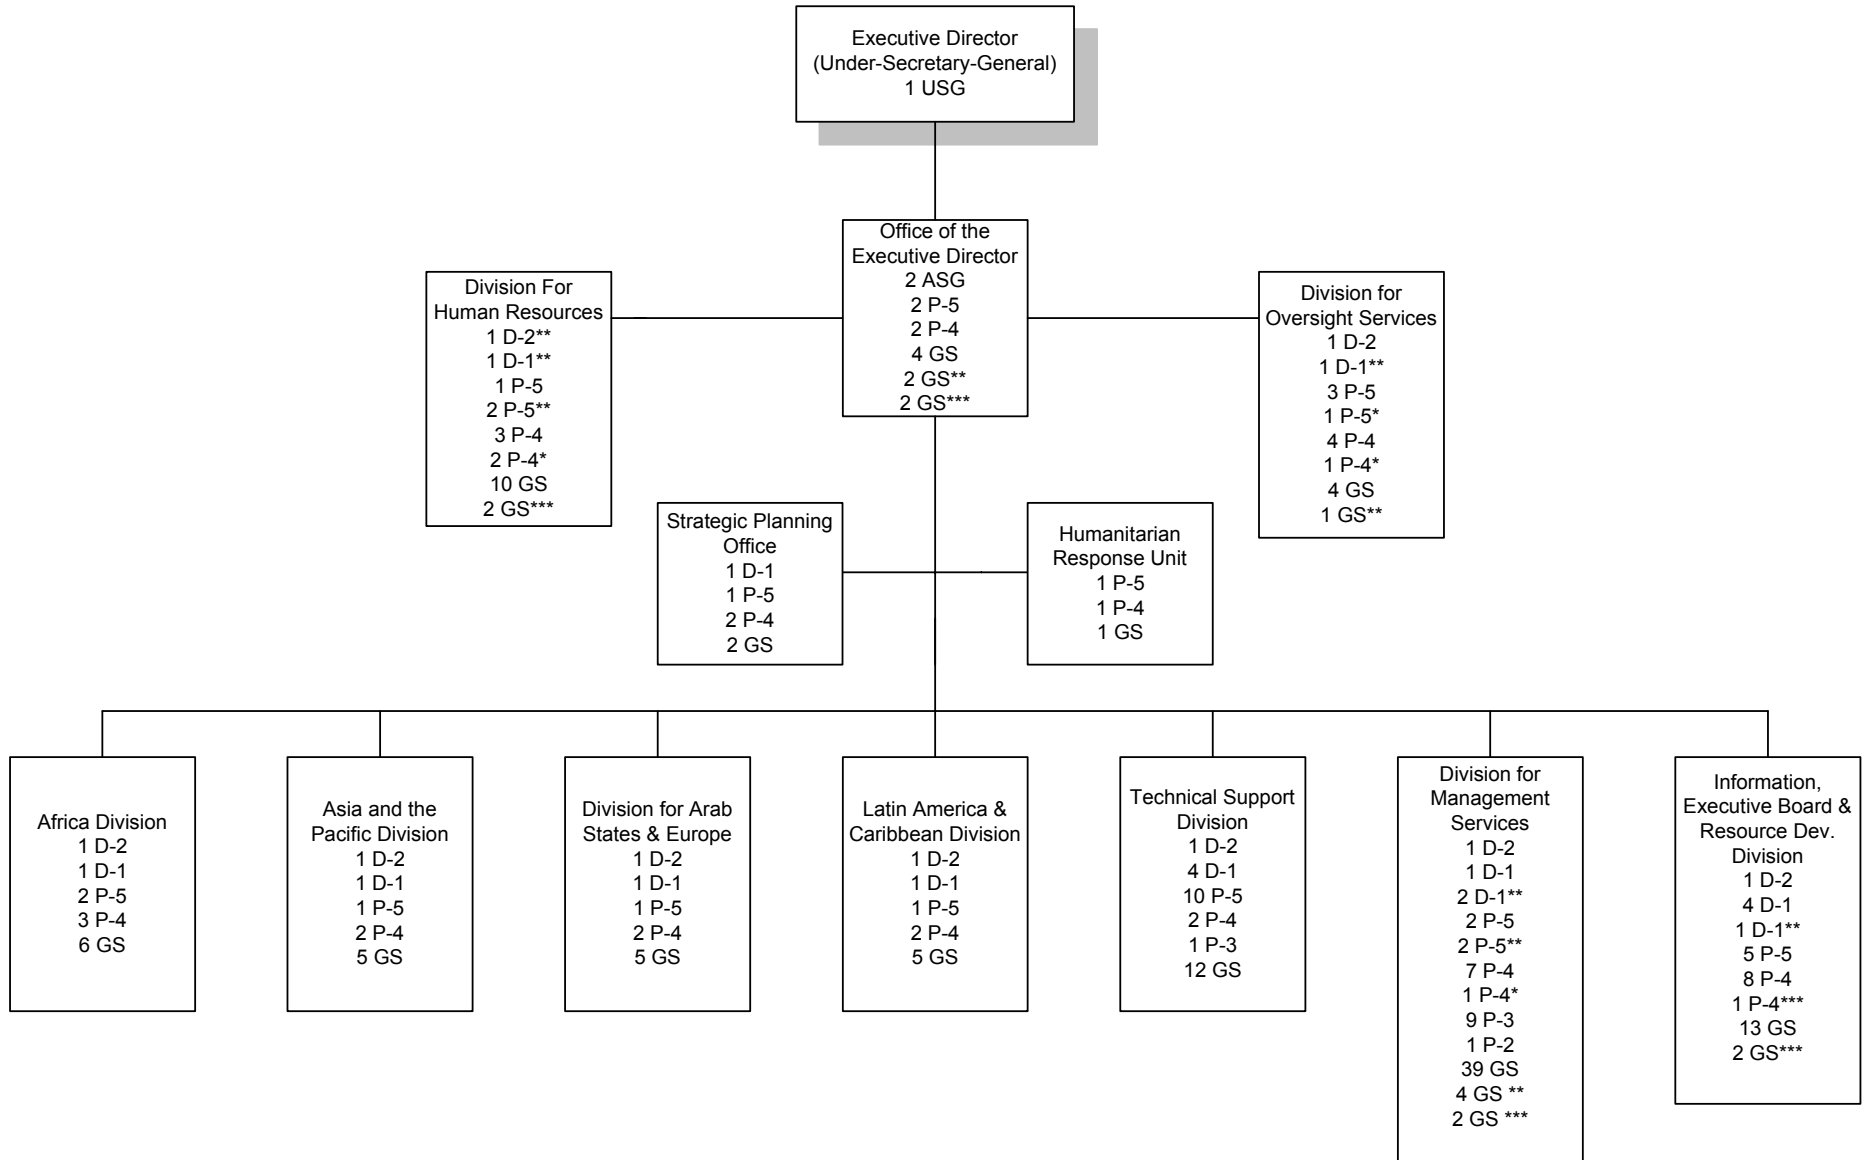 Executive Director
(Under-Secretary-General)
1 USG
Office of the
Executive Director
2 ASG
2 P-5
2 P-4
4 GS
2 GS**
2 GS***
Division For
Human Resources
1 D-2**
1 D-1**
1 P-5
2 P-5**
3 P-4
2 P-4*
10 GS
2 GS***
Division for
Oversight Services
1 D-2
1 D-1**
3 P-5
1 P-5*
4 P-4
1 P-4*
4 GS
1 GS**
Strategic Planning
Office
1 D-1
1 P-5
2 P-4
2 GS
Humanitarian
Response Unit
1 P-5
1 P-4
1 GS
Africa Division
1 D-2
1 D-1
2 P-5
3 P-4
6 GS
Asia and the
Pacific Division
1 D-2
1 D-1
1 P-5
2 P-4
5 GS
Division for Arab
States & Europe
1 D-2
1 D-1
1 P-5
2 P-4
5 GS
Latin America &
Caribbean Division
1 D-2
1 D-1
1 P-5
2 P-4
5 GS
Technical Support
Division
1 D-2
4 D-1
10 P-5
2 P-4
1 P-3
12 GS
Division for
Management
Services
1 D-2
1 D-1
2 D-1**
2 P-5
2 P-5**
7 P-4
1 P-4*
9 P-3
1 P-2
39 GS
4 GS **
2 GS ***
Information,
Executive Board &
Resource Dev.
Division
1 D-2
4 D-1
1 D-1**
5 P-5
8 P-4
1 P-4***
13 GS
2 GS***